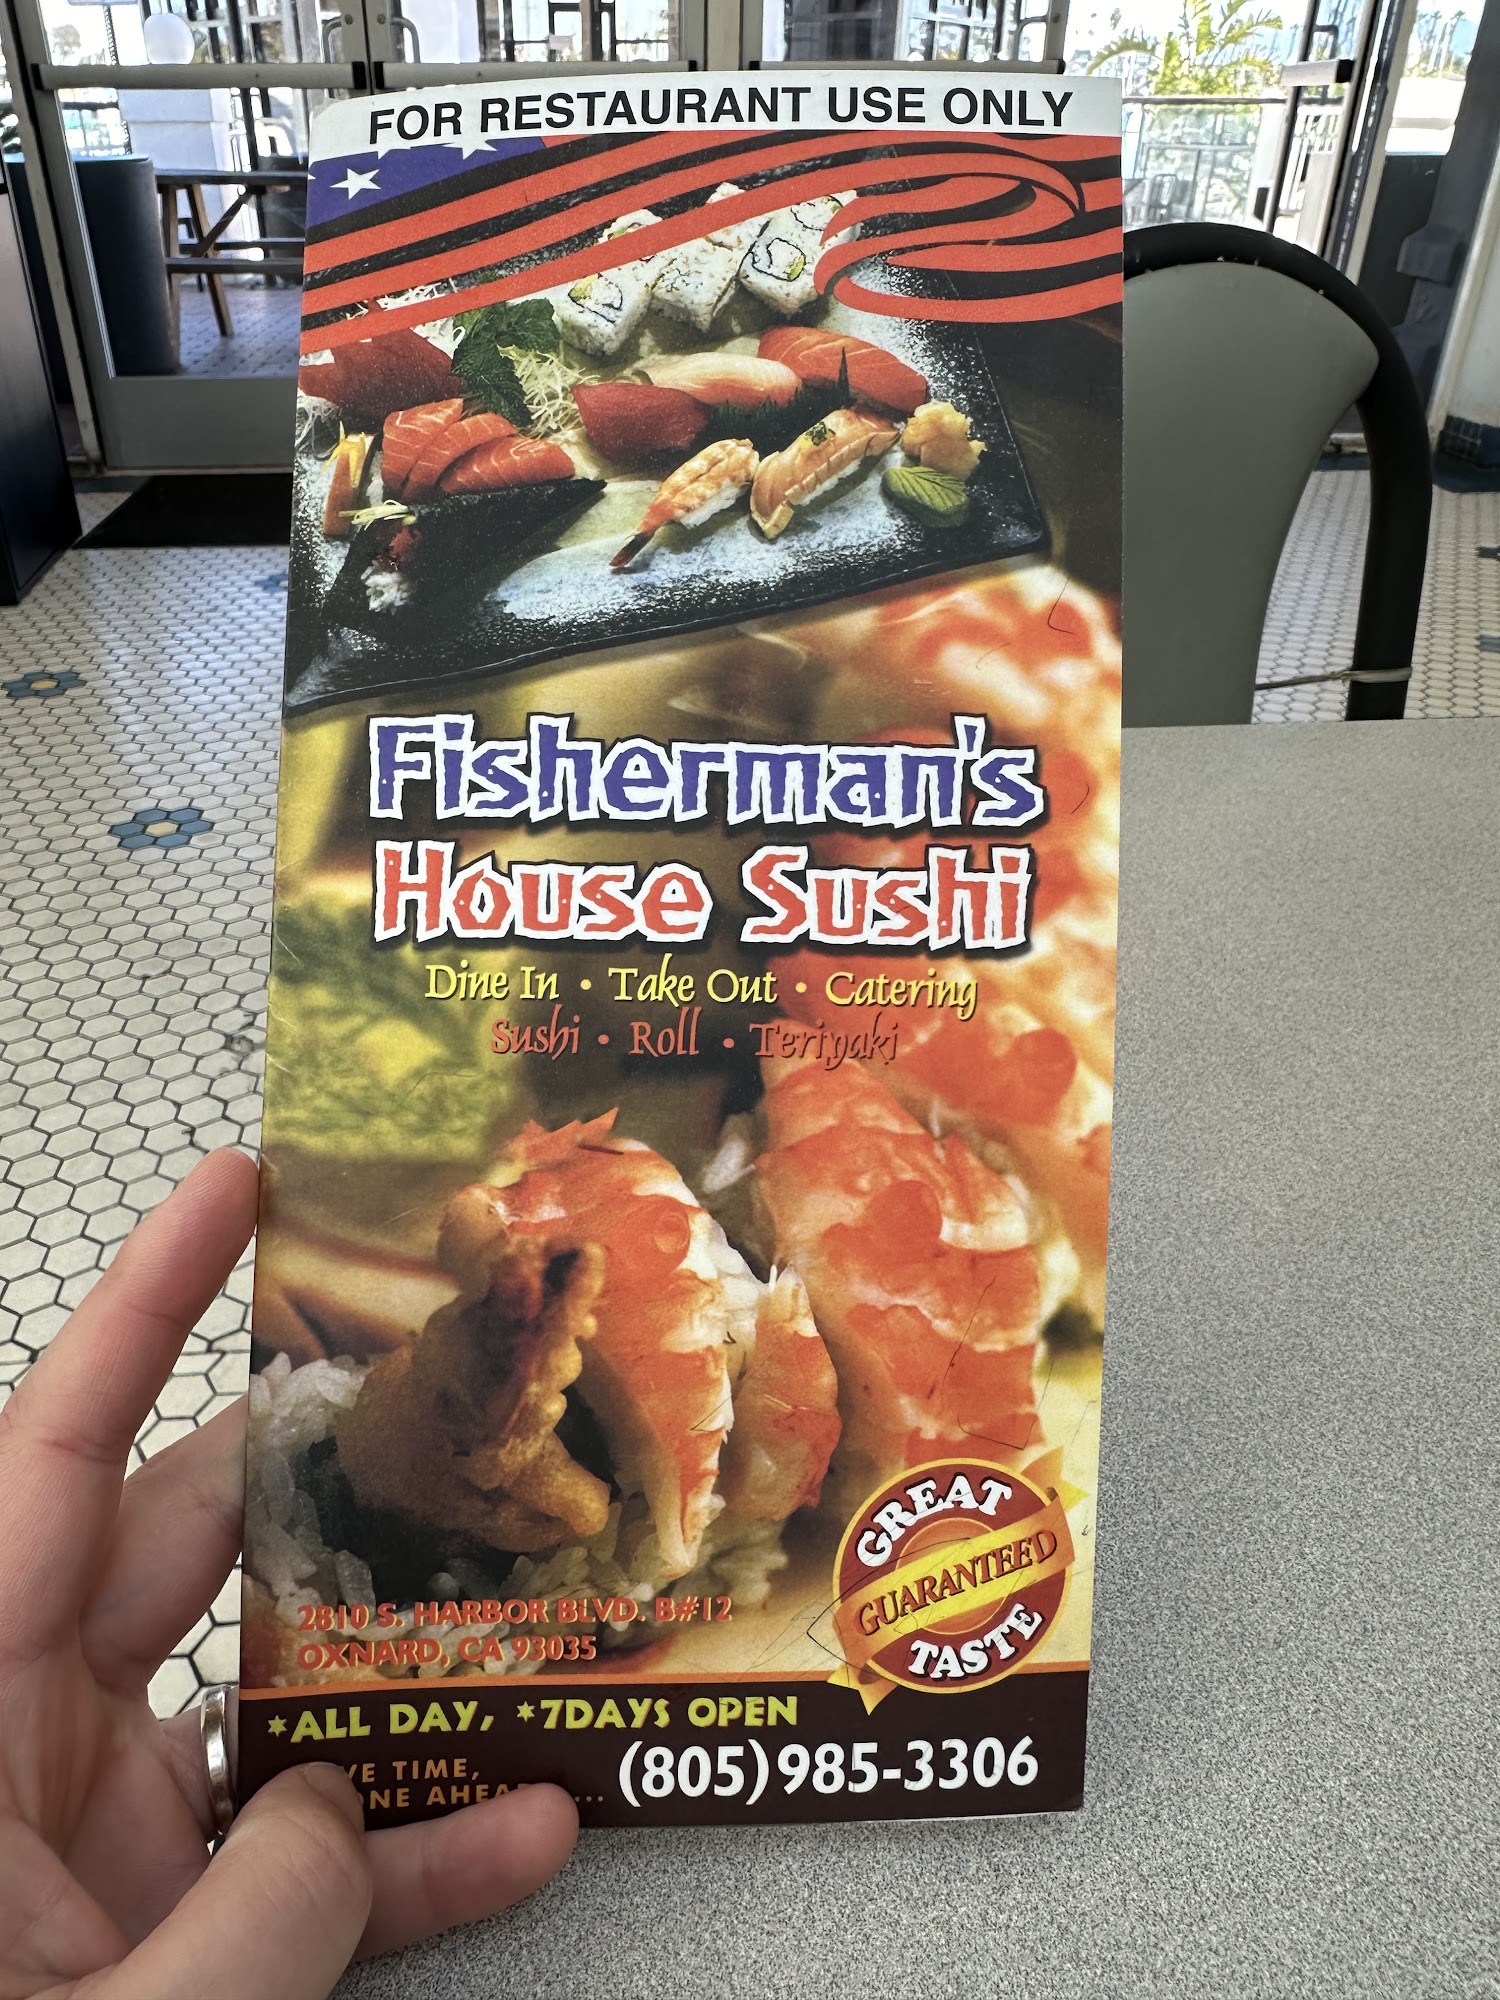 FOR RESTAURANT USE ONLY
Fisherman's
House Sushi
Dine In • Take Out • Catering
Sushi • Roll • Teriyaki
GREAT
GUARANTEED
TASTE
2810 S. HARBOR BLVD. B#12
OXNARD, CA 93035
*ALL DAY, *7DAYS OPEN
TIME,
(805)985-3306